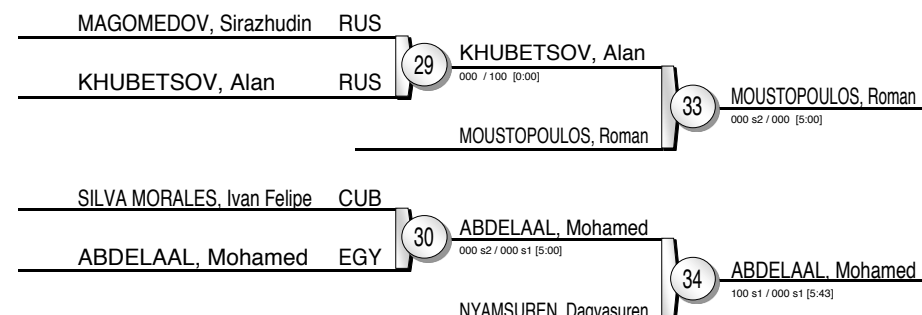 MAGOMEDOV, Sirazhudin RUS
KHUBETSOV, Alan RUS
29
KHUBETSOV, Alan
000 / 100 [0:00]
MOUSTOPOULOS, Roman
33
MOUSTOPOULOS, Roman
000 s2 / 000 [5:00]
SILVA MORALES, Ivan Felipe CUB
ABDELAAL, Mohamed EGY
30
ABDELAAL, Mohamed
000 s2 / 000 s1 [5:00]
NYAMSUREN, Dagvasuren
34
ABDELAAL, Mohamed
100 s1 / 000 s1 [5:43]